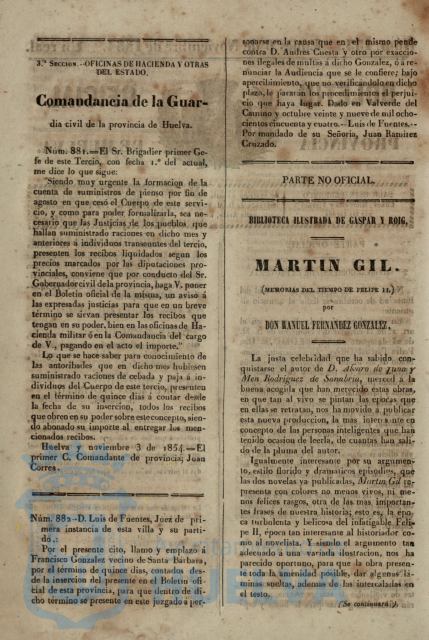 3.ª Seccion.--OFICINAS DE HACIENDA Y OTRAS
DEL ESTADO.
Comandancia de la Guar-
dia civil de la provincia de Huelva.
Núm. 881.=El Sr. Brigadier primer Ge-
fe de este Tercio, con fecha 1.º del actual,
me dice lo que sigue:
"Siendo muy urgente la formacion de la
cuenta de suministros de pienso por fin de
agosto en que cesó el Cuerpo de este servi-
cio, y como para poder formalizarla, sea ne-
cesario que las Justicias de los pueblos que
hallan suministrado raciones en dicho mes y
anteriores á individuos transeuntes del tercio,
presenten los recibos liquidados segun los
precios marcados por las diputaciones pro-
vinciales, conviene que por conducto del Sr.
Gobernador civil de la provincia, haga V. poner
en el Boletin oficial de la misma, un aviso á
las expresadas justicias para que en un breve
término se sirvan presentar los recibos que
tengan en su poder, bien en las oficinas de Ha-
cienda militar ó en la Comandancia del cargo
de V., pagando en el acto el importe."
Lo que se hace saber para conocimiento de
las autoridades que en dicho mes hubiesen
suministrado raciones de cebada y paja á in-
dividuos del Cuerpo de este tercio, presenten
en el término de quince dias á contar desde
la fecha de su insercion, todos los recibos
que obren en su poder sobre este concepto, sien-
do abonado su importe al entregar los men-
cionados recibos.
Huelva y noviembre 3 de 1854.=El
primer C. Comandante de provincia, Juan
Correa.
Núm. 882-D. Luis de Fuentes, Juez de pri-
mera instancia de esta villa y su parti-
do.:
Por el presente cito, llamo y emplazo á
Francisco Gonzalez vecino de Santa Bárbara,
por el término de quince dias, contados des-
de la insercion del presente en el Boletin ofi-
cial de esta provincia, para que dentro de di-
cho término se presente en este juzgado á per-
sonarse en la causa que en el mismo pende
contra D. Andres Cuesta y otro por exaccio-
nes ilegales de multas á dicho Gonzalez, ó á re-
nunciar la Audiencia que se le confiere; bajo
apercibimiento, que no verificándolo en dicho
plazo, le pararán los procedimientos el perjui-
cio que haya lugar. Dado en Valverde del
Camino y octubre veinte y nueve de mil ocho-
cientos cincuenta y cuatro.--Luis de Fuentes.--
Por mandado de su Señoria, Juan Ramirez
Cruzado.
PARTE NO OFICIAL.
BIBLIOTECA ILUSTRADA DE GASPAR Y ROIG,
MARTIN GIL.
(MEMORIAS DEL TIEMPO DE FELIPE II.)
por
DON MANUEL FERNANDEZ GONZALEZ,
La justa celebridad que ha sabido con-
quistarse el autor de D. Alvaro de Luna y
Men Rodriguez de Sanabria, merced á la
buena acogida que han merecido estas obras,
en que tan al vivo se pintan las épocas que
en ellas se retratan, nos ha movido á publicar
esta nueva produccion, la mas interesante en
concepto de las personas inteligentes que han
tenido ocasion de leerla, de cuantas han sali-
do de la pluma del autor.
Igualmente interesante por su argumen-
to, estilo florido y dramáticos episodios, que
las dos novelas ya publicadas, Martin Gil re-
presenta con colores no menos vivos, ni me-
nos felices rasgos, otra de las mas importan-
tes frases de nuestra historia; esto es, la épo-
ca turbulenta y belicosa del infatigable Feli-
pe II, época tan interesante al historiador co-
mo al novelista. Y siendo el argumento tan
adecuado á una variada ilustracion, nos ha
parecido oportuno, para que la obra presen-
te toda la amenidad posible, dar algunas lá-
minas sueltas, ademas de las intercaladas en
el testo.
(Se continuará).
HUELVA